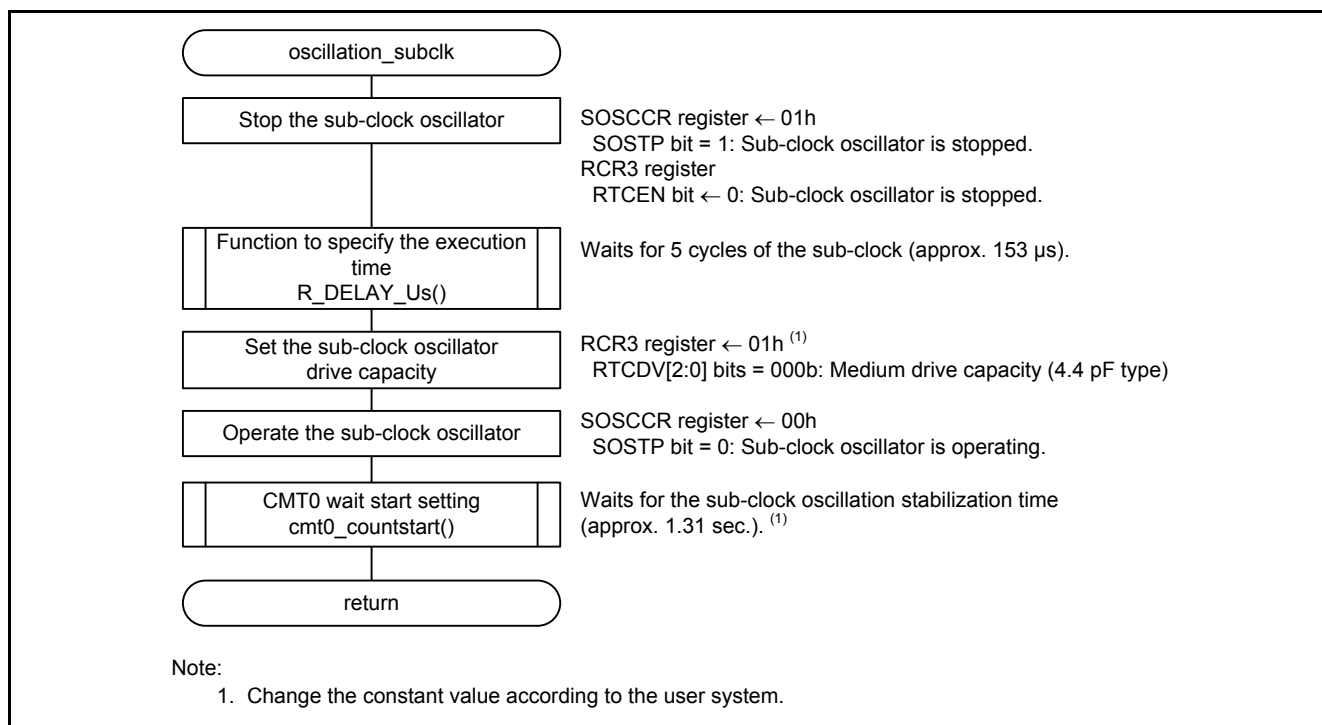 oscillation_subclk
Stop the sub-clock oscillator
SOSCCR register ← 01h
SOSTP bit = 1: Sub-clock oscillator is stopped.
RCR3 register
RTCEN bit ← 0: Sub-clock oscillator is stopped.
Function to specify the execution
time
R_DELAY_Us()
Waits for 5 cycles of the sub-clock (approx. 153 µs).
Set the sub-clock oscillator
drive capacity
RCR3 register ← 01h (1)
RTCDV[2:0] bits = 000b: Medium drive capacity (4.4 pF type)
Operate the sub-clock oscillator
SOSCCR register ← 00h
SOSTP bit = 0: Sub-clock oscillator is operating.
CMT0 wait start setting
cmt0_countstart()
Waits for the sub-clock oscillation stabilization time
(approx. 1.31 sec.). (1)
return
Note:
1. Change the constant value according to the user system.